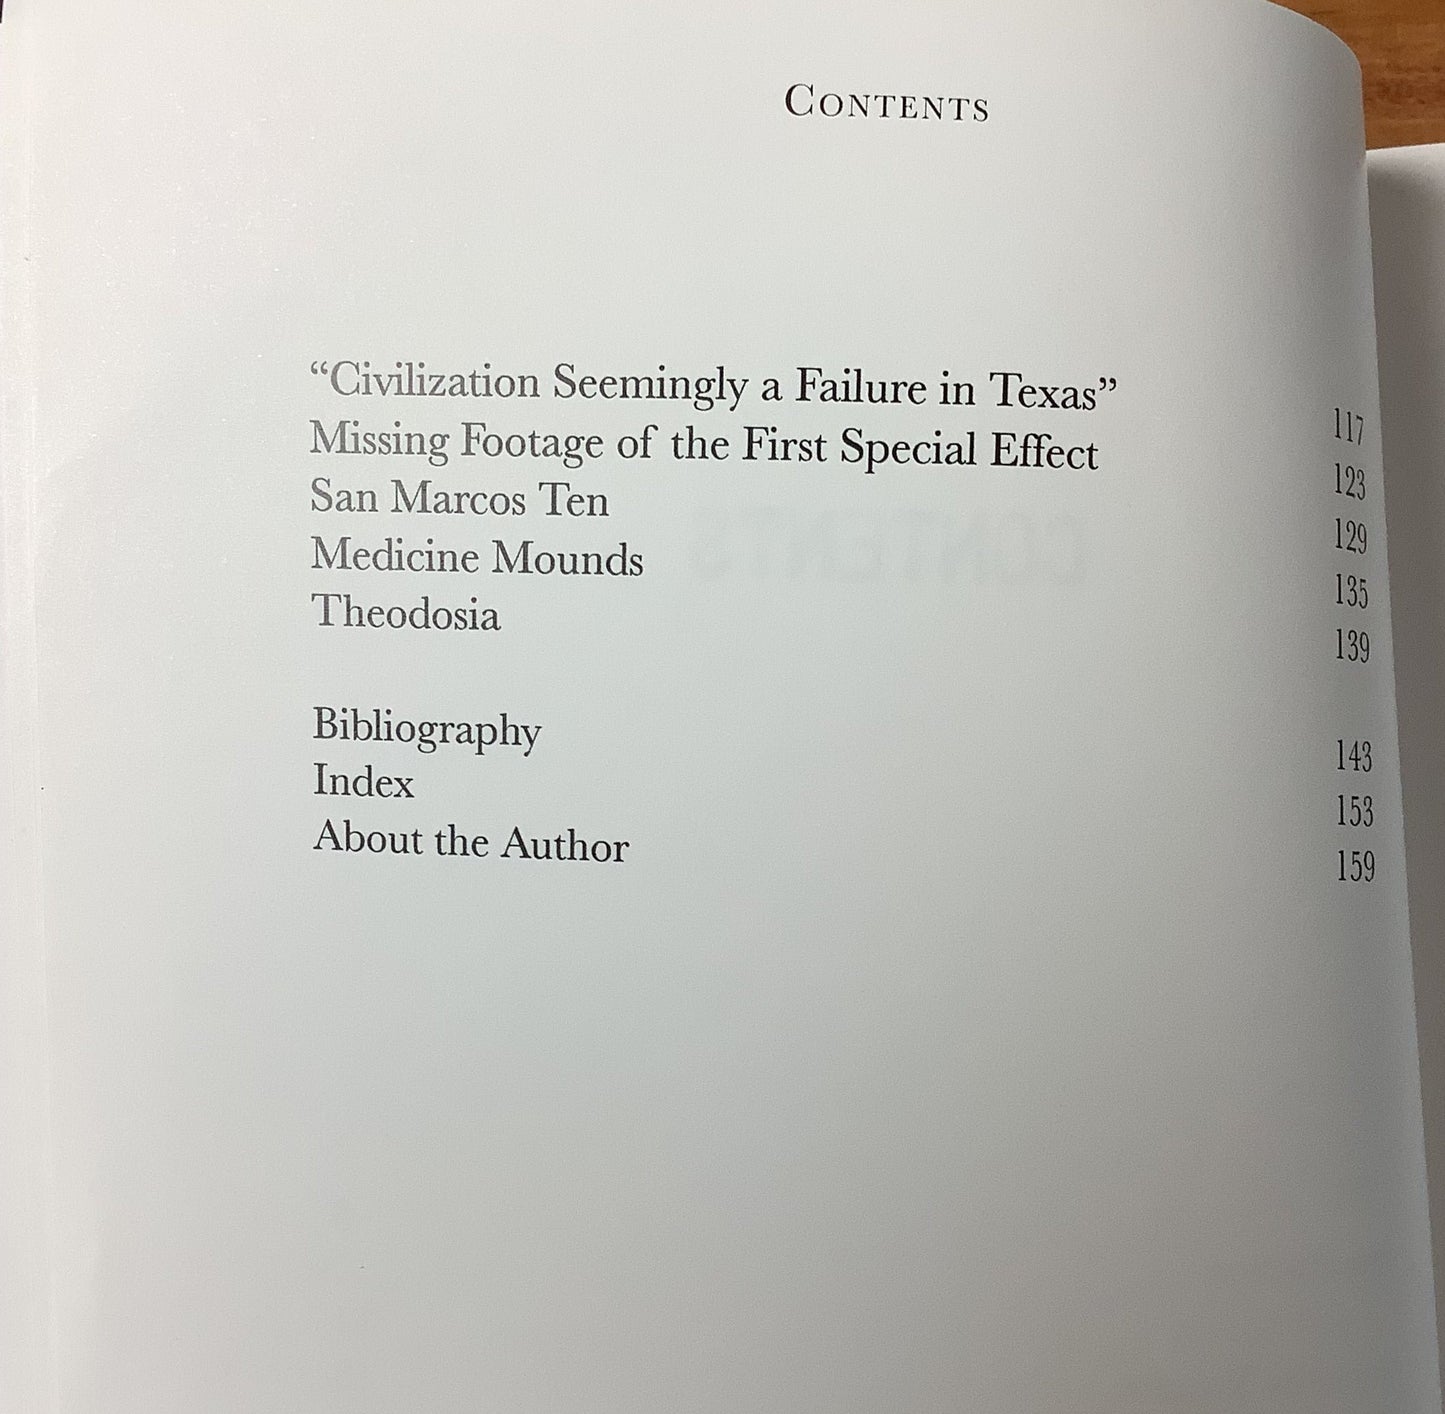 CONTENTS
“Civilization Seemingly a Failure in Texas” 117
Missing Footage of the First Special Effect 123
San Marcos Ten 129
Medicine Mounds 135
Theodosia 139
Bibliography 143
Index 153
About the Author 159